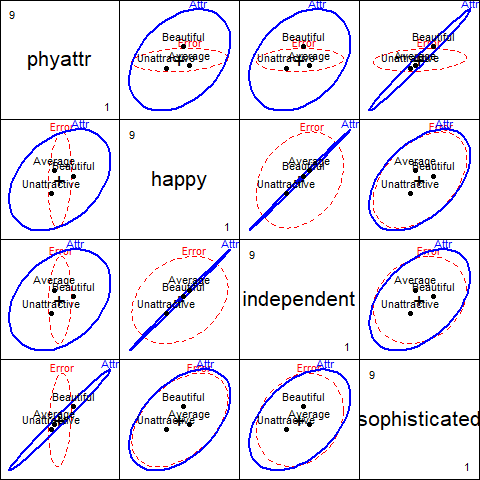 9
phyattr
1
Attr
Error
Beautiful
Average
Unattractive
Attr
Error
Beautiful
Average
Unattractive
Attr
Error
Beautiful
Average
Unattractive
Attr
Error
Beautiful
Average
Unattractive
9
happy
1
Attr
Error
Beautiful
Average
Unattractive
Attr
Error
Beautiful
Average
Unattractive
Attr
Error
Beautiful
Average
Unattractive
Attr
Error
Beautiful
Average
Unattractive
9
independent
1
Attr
Error
Beautiful
Average
Unattractive
Attr
Error
Beautiful
Average
Unattractive
Attr
Error
Beautiful
Average
Unattractive
Attr
Error
Beautiful
Average
Unattractive
9
sophisticated
1